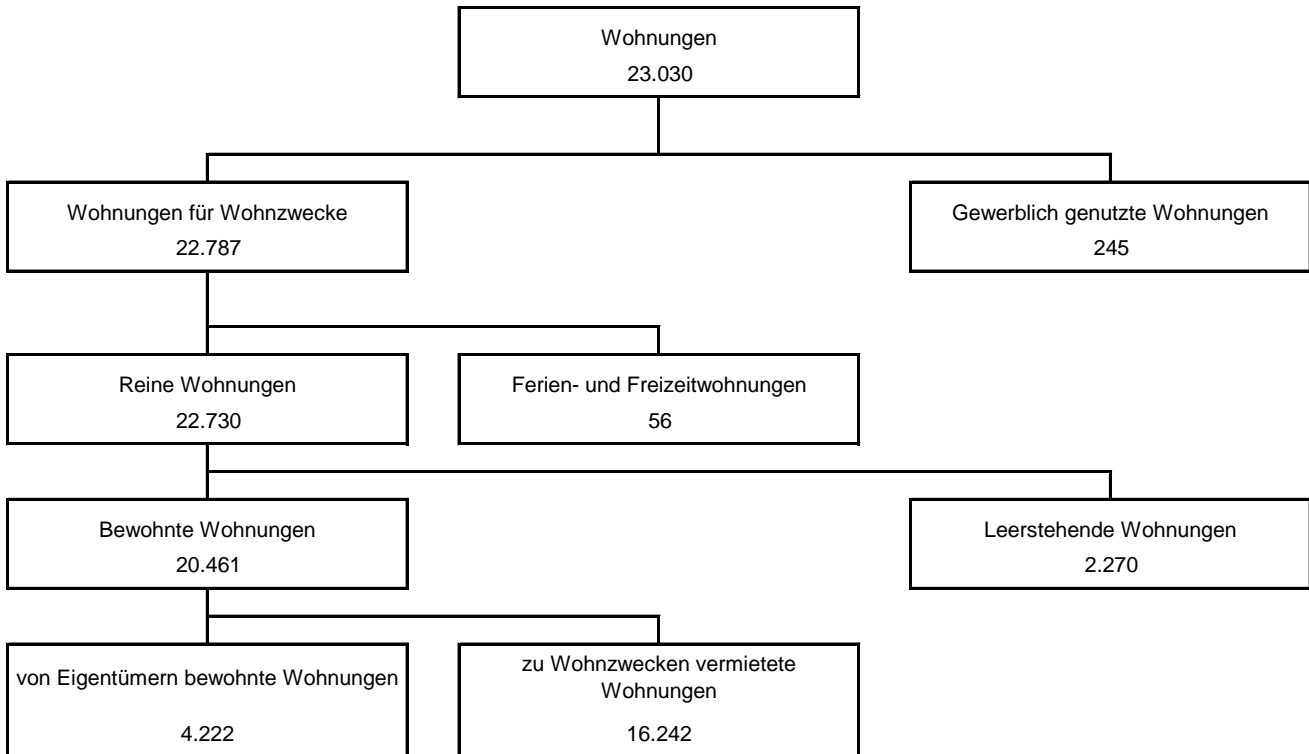 Wohnungen
23.030
Wohnungen für Wohnzwecke
22.787
Gewerblich genutzte Wohnungen
245
Reine Wohnungen
22.730
Ferien- und Freizeitwohnungen
56
Bewohnte Wohnungen
20.461
Leerstehende Wohnungen
2.270
von Eigentümern bewohnte Wohnungen
4.222
zu Wohnzwecken vermietete
Wohnungen
16.242